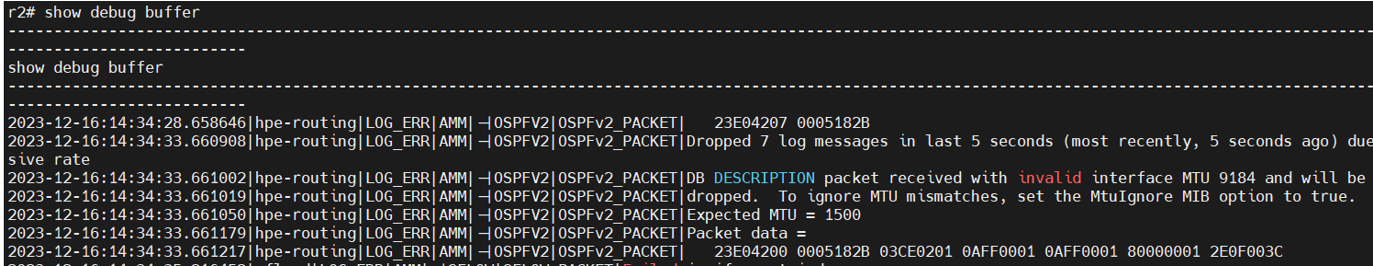 r2# show debug buffer
----------------------------------------------------------------------------------------------------------------------------------------------------------
---------------------------
show debug buffer
----------------------------------------------------------------------------------------------------------------------------------------------------------
---------------------------
2023-12-16:14:34:28.658646|hpe-routing|LOG_ERR|AMM|-|OSPFV2|OSPFv2_PACKET|   23E04207 0005182B
2023-12-16:14:34:33.660908|hpe-routing|LOG_ERR|AMM|-|OSPFV2|OSPFv2_PACKET|Dropped 7 log messages in last 5 seconds (most recently, 5 seconds ago) due
sive rate
2023-12-16:14:34:33.661002|hpe-routing|LOG_ERR|AMM|-|OSPFV2|OSPFv2_PACKET|DB DESCRIPTION packet received with invalid interface MTU 9184 and will be
2023-12-16:14:34:33.661019|hpe-routing|LOG_ERR|AMM|-|OSPFV2|OSPFv2_PACKET|dropped.  To ignore MTU mismatches, set the MtuIgnore MIB option to true.
2023-12-16:14:34:33.661050|hpe-routing|LOG_ERR|AMM|-|OSPFV2|OSPFv2_PACKET|Expected MTU = 1500
2023-12-16:14:34:33.661179|hpe-routing|LOG_ERR|AMM|-|OSPFV2|OSPFv2_PACKET|Packet data =
2023-12-16:14:34:33.661217|hpe-routing|LOG_ERR|AMM|-|OSPFV2|OSPFv2_PACKET|   23E04200 0005182B 03CE0201 0AFF0001 0AFF0001 80000001 2E0F003C